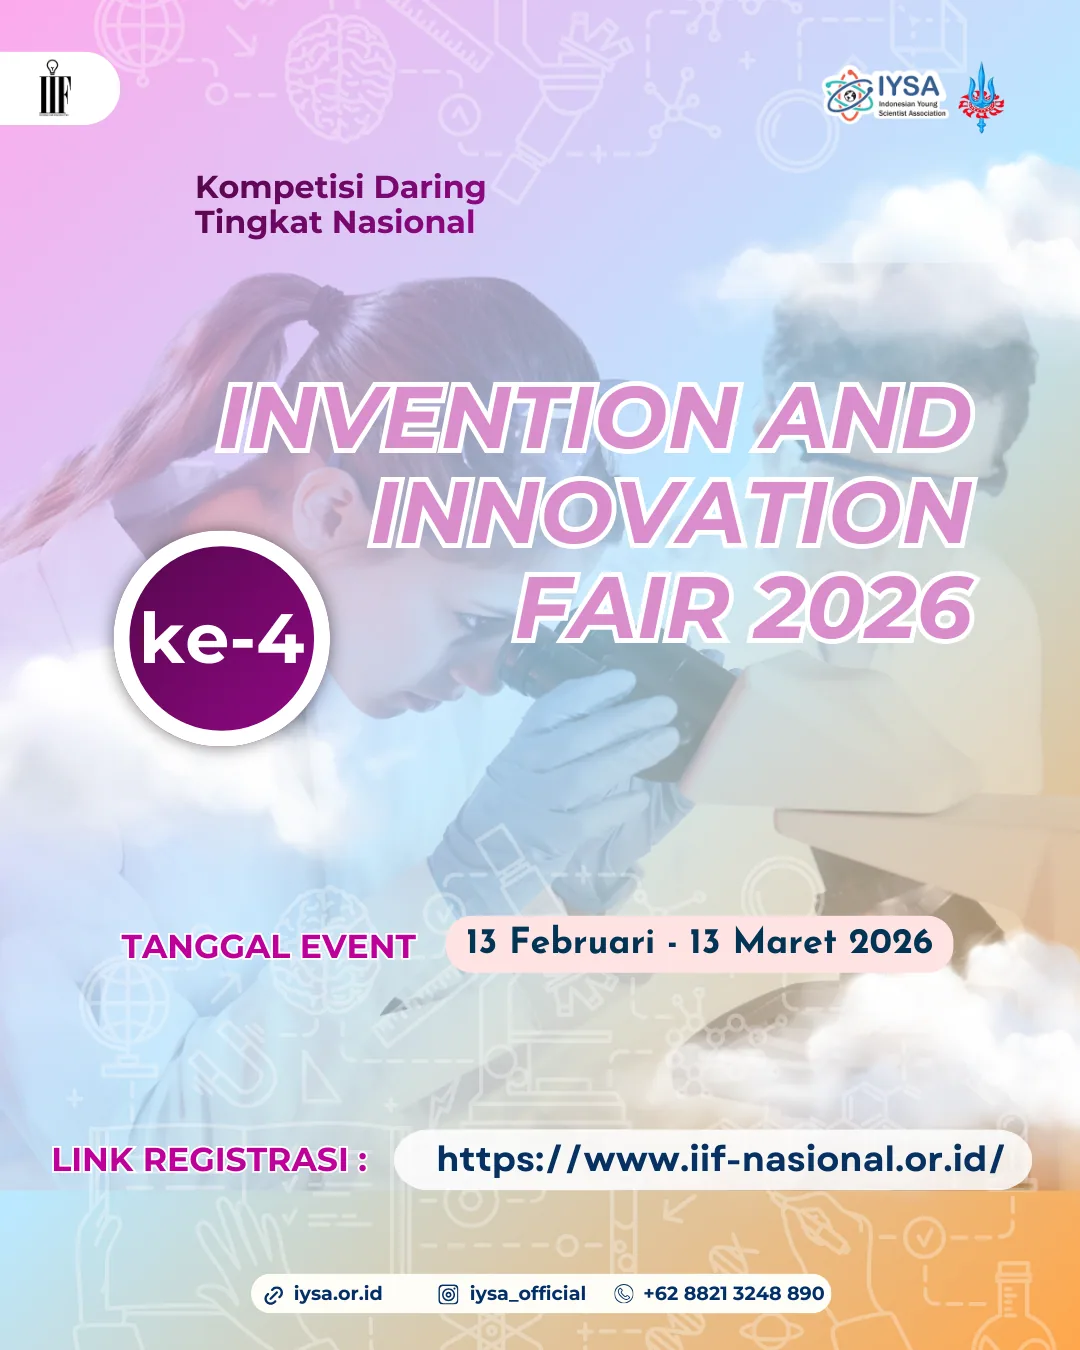 IIF
IYSA
Indonesian Young
Scientist Association
Kompetisi Daring
Tingkat Nasional
INVENTION AND
INNOVATION
FAIR 2026
ke-4
TANGGAL EVENT
13 Februari - 13 Maret 2026
LINK REGISTRASI :
https://www.iif-nasional.or.id/
iysa.or.id
iysa_official
+62 8821 3248 890